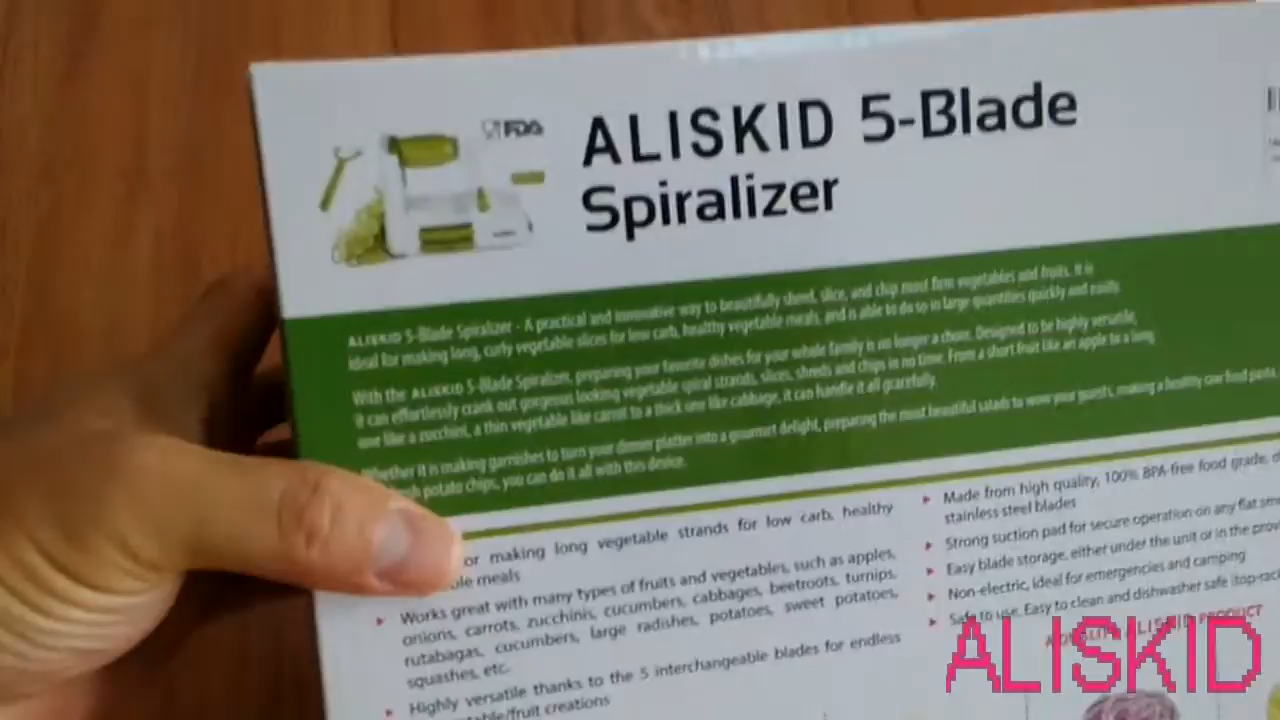 FDA
ALISKID 5-Blade
Spiralizer
ALISKID 5-Blade Spiralizer - A practical and innovative way to beautifully shred, slice, and chip most firm vegetables and fruits. It is
ideal for making long, curly vegetable slices for low carb, healthy vegetable meals, and is able to do so in large quantities quickly and easily.
With the ALISKID 5-Blade Spiralizer, preparing your favorite dishes for your whole family is no longer a chore. Designed to be highly versatile,
it can effortlessly crank out gorgeous looking vegetable spiral strands, slices, shreds and chips in no time. From a short fruit like an apple to a long
one like a zucchini, a thin vegetable like carrot to a thick one like cabbage, it can handle it all gracefully.
Whether it is making garnishes to turn your dinner platter into a gourmet delight, preparing the most beautiful salads to wow your guests, making a healthy raw food pasta
potato chips, you can do it all with this device.
or making long vegetable strands for low carb, healthy
meals
Works great with many types of fruits and vegetables, such as apples,
onions, carrots, zucchinis, cucumbers, cabbages, beetroots, turnips,
rutabagas, cucumbers, large radishes, potatoes, sweet potatoes,
squashes, etc.
Highly versatile thanks to the 5 interchangeable blades for endless
/fruit creations
Made from high quality, 100% BPA-free food grade,
stainless steel blades
Strong suction pad for secure operation on any flat
Easy blade storage, either under the unit or in the
Non-electric, ideal for emergencies and camping
Safe to use. Easy to clean and dishwasher safe
A QUALITY ALISKID PRODUCT
ALISKID